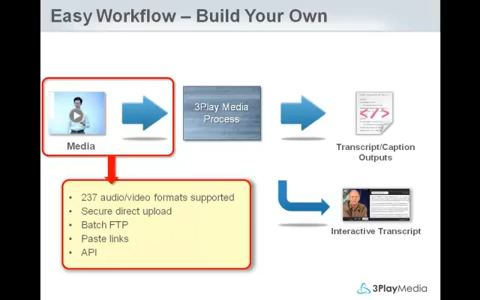 Easy Workflow – Build Your Own
3Play Media
Process
Media
</>
Transcript/Caption
Outputs
• 237 audio/video formats supported
• Secure direct upload
• Batch FTP
• Paste links
• API
Interactive Transcript
3PlayMedia